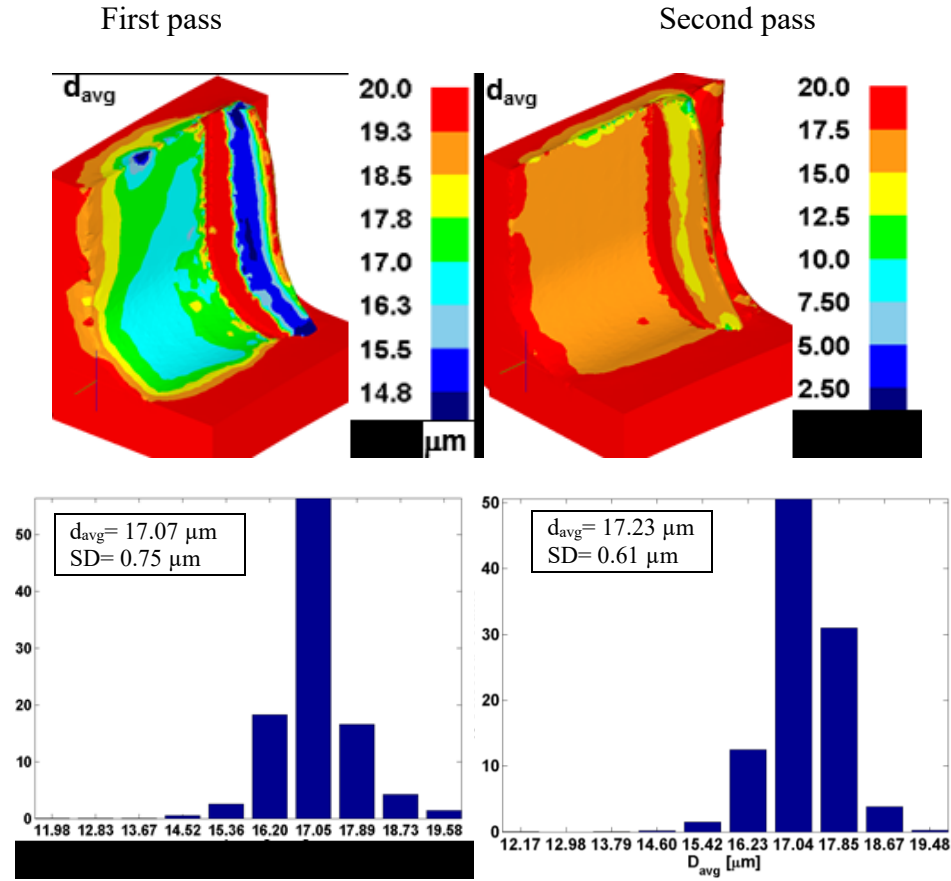 First pass
Second pass
d_avg
20.0
19.3
18.5
17.8
17.0
16.3
15.5
14.8
µm
d_avg
20.0
17.5
15.0
12.5
10.0
7.50
5.00
2.50
d_avg= 17.07 µm
SD= 0.75 µm
50
40
30
20
10
0
11.98 12.83 13.67 14.52 15.36 16.20 17.05 17.89 18.73 19.58
d_avg= 17.23 µm
SD= 0.61 µm
50
40
30
20
10
0
12.17 12.98 13.79 14.60 15.42 16.23 17.04 17.85 18.67 19.48
D_avg [µm]